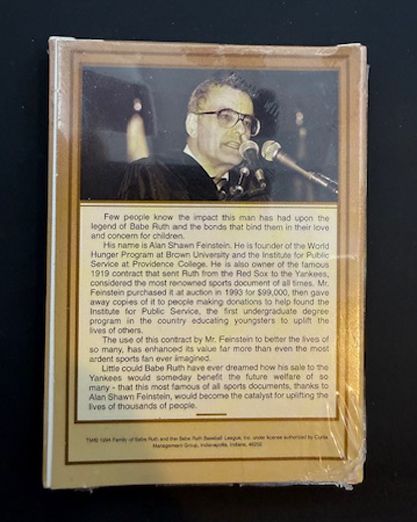 Few people know the impact this man has had upon the
legend of Babe Ruth and the bonds that bind them in their love
and concern for children.
His name is Alan Shawn Feinstein. He is founder of the World
Hunger Program at Brown University and the Institute for Public
Service at Providence College. He is also owner of the famous
1919 contract that sent Ruth from the Red Sox to the Yankees,
considered the most renowned sports document of all times. Mr.
Feinstein purchased it at auction in 1993 for $99,000, then gave
away copies of it to people making donations to help found the
Institute for Public Service, the first undergraduate degree
program in the country educating youngsters to uplift the
lives of others.
The use of this contract by Mr. Feinstein to better the lives of
so many, has enhanced its value far more than even the most
ardent sports fan ever imagined.
Little could Babe Ruth have ever dreamed how his sale to the
Yankees would someday benefit the future welfare of so
many - that this most famous of all sports documents, thanks to
Alan Shawn Feinstein, would become the catalyst for uplifting the
lives of thousands of people.
TM/© 1994 Family of Babe Ruth and the Babe Ruth Baseball League, Inc. under license authorized by Curtis
Management Group, Indianapolis, Indiana, 46202